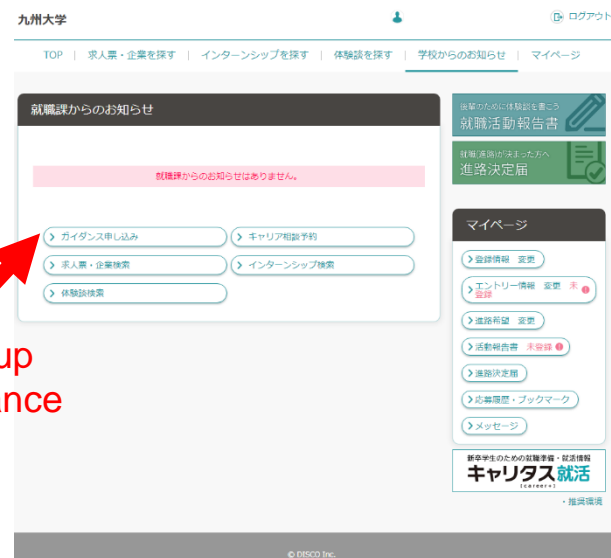 九州大学
ログアウト
TOP | 求人票・企業を探す | インターンシップを探す | 体験談を探す | 学校からのお知らせ | マイページ
就職課からのお知らせ
就職課からのお知らせはありません。
ガイダンス申し込み
キャリア相談予約
求人票・企業検索
インターンシップ検索
体験談検索
up
ance
後輩のために体験談を書こう
就職活動報告書
就職(進路)が決まった方へ
進路決定届
マイページ
登録情報 変更
エントリー情報 変更 未
登録
進路希望 変更
活動報告書 未登録
進路決定届
応募履歴・ブックマーク
メッセージ
新卒学生のための就職準備・就活情報
キャリタス就活
[career+]
・推奨環境
© DISCO Inc.